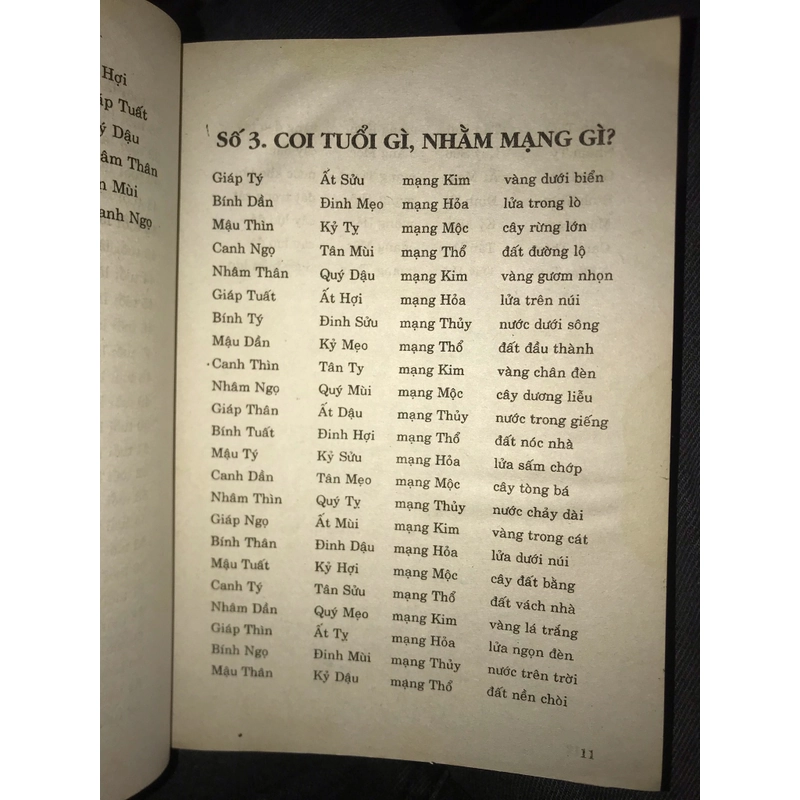 Hợi
Tuất
Dậu
Thân
Mùi
Ngọ
Số 3. COI TUỔI GÌ, NHẰM MẠNG GÌ?
Giáp Tý Ất Sửu mạng Kim vàng dưới biển
Bính Dần Đinh Mẹo mạng Hỏa lửa trong lò
Mậu Thìn Kỷ Tỵ mạng Mộc cây rừng lớn
Canh Ngọ Tân Mùi mạng Thổ đất đường lộ
Nhâm Thân Quý Dậu mạng Kim vàng gươm nhọn
Giáp Tuất Ất Hợi mạng Hỏa lửa trên núi
Bính Tý Đinh Sửu mạng Thủy nước dưới sông
Mậu Dần Kỷ Mẹo mạng Thổ đất đầu thành
Canh Thìn Tân Tỵ mạng Kim vàng chân đèn
Nhâm Ngọ Quý Mùi mạng Mộc cây dương liễu
Giáp Thân Ất Dậu mạng Thủy nước trong giếng
Bính Tuất Đinh Hợi mạng Thổ đất nóc nhà
Mậu Tý Kỷ Sửu mạng Hỏa lửa sấm chớp
Canh Dần Tân Mẹo mạng Mộc cây tòng bá
Nhâm Thìn Quý Tỵ mạng Thủy nước chảy dài
Giáp Ngọ Ất Mùi mạng Kim vàng trong cát
Bính Thân Đinh Dậu mạng Hỏa lửa dưới núi
Mậu Tuất Kỷ Hợi mạng Mộc cây đất bằng
Canh Tý Tân Sửu mạng Thổ đất vách nhà
Nhâm Dần Quý Mẹo mạng Kim vàng lá trắng
Giáp Thìn Ất Tỵ mạng Hỏa lửa ngọn đèn
Bính Ngọ Đinh Mùi mạng Thủy nước trên trời
Mậu Thân Kỷ Dậu mạng Thổ đất nền chòi
11